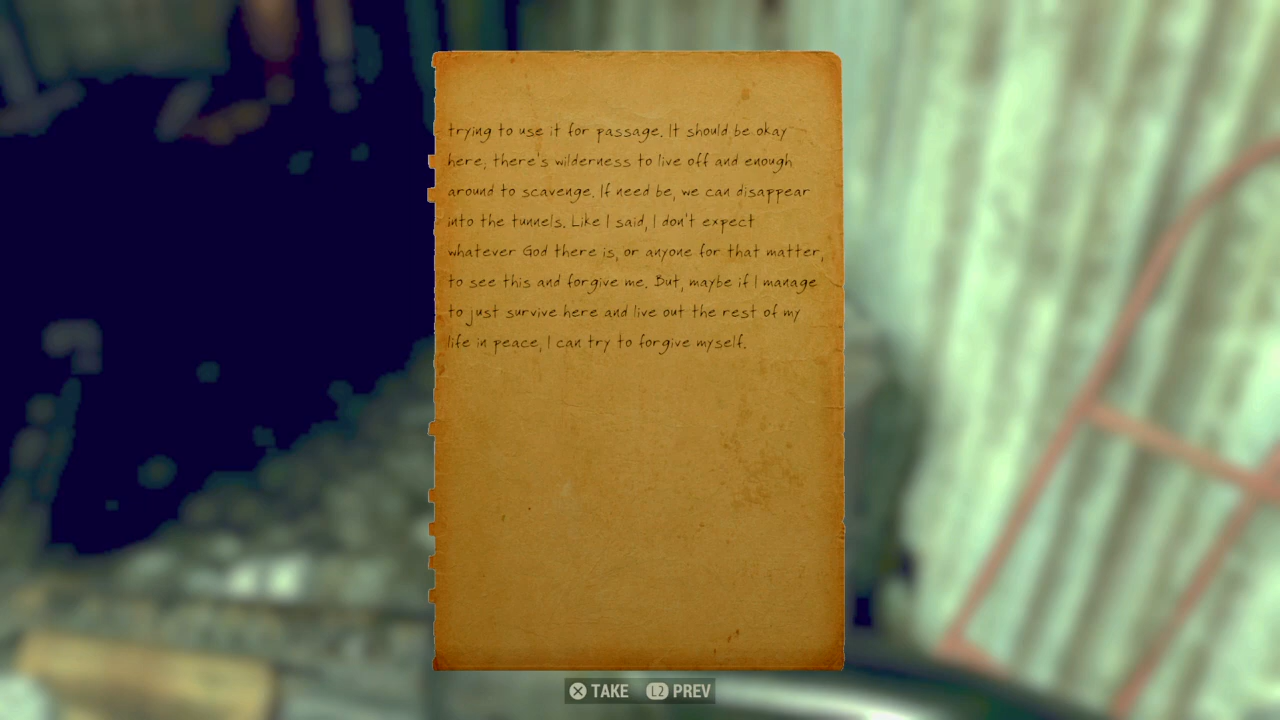 trying to use it for passage. It should be okay
here, there's wilderness to live off and enough
around to scavenge. If need be, we can disappear
into the tunnels. Like I said, I don't expect
whatever God there is, or anyone for that matter,
to see this and forgive me. But, maybe if I manage
to just survive here and live out the rest of my
life in peace, I can try to forgive myself.
TAKE L2 PREV